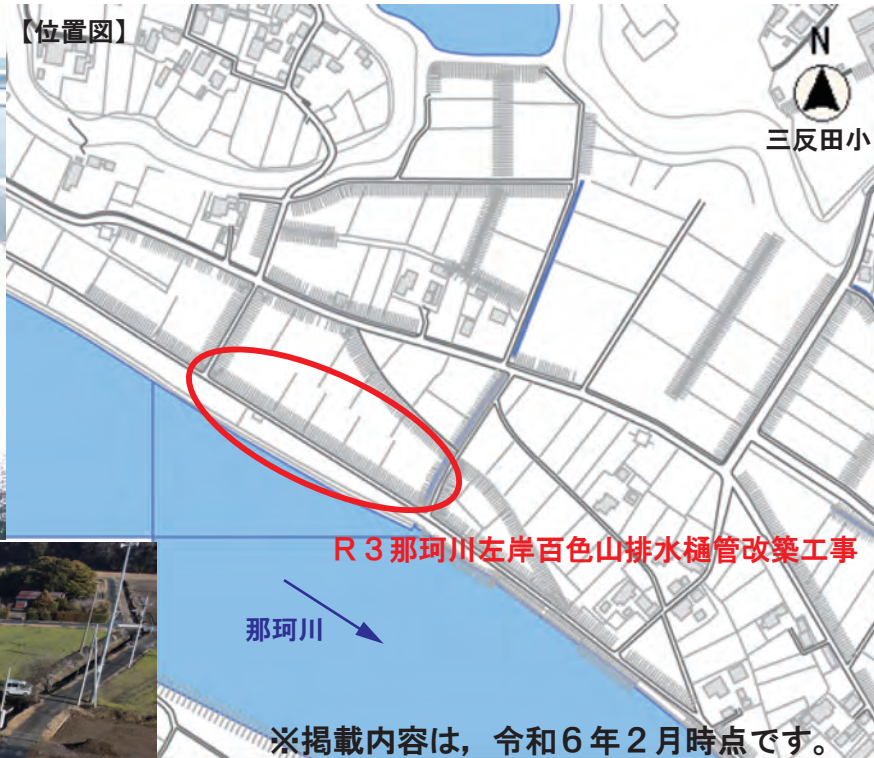 【位置図】
N
三反田小
R3那珂川左岸百色山排水樋管改築工事
那珂川
※掲載内容は，令和6年2月時点です。